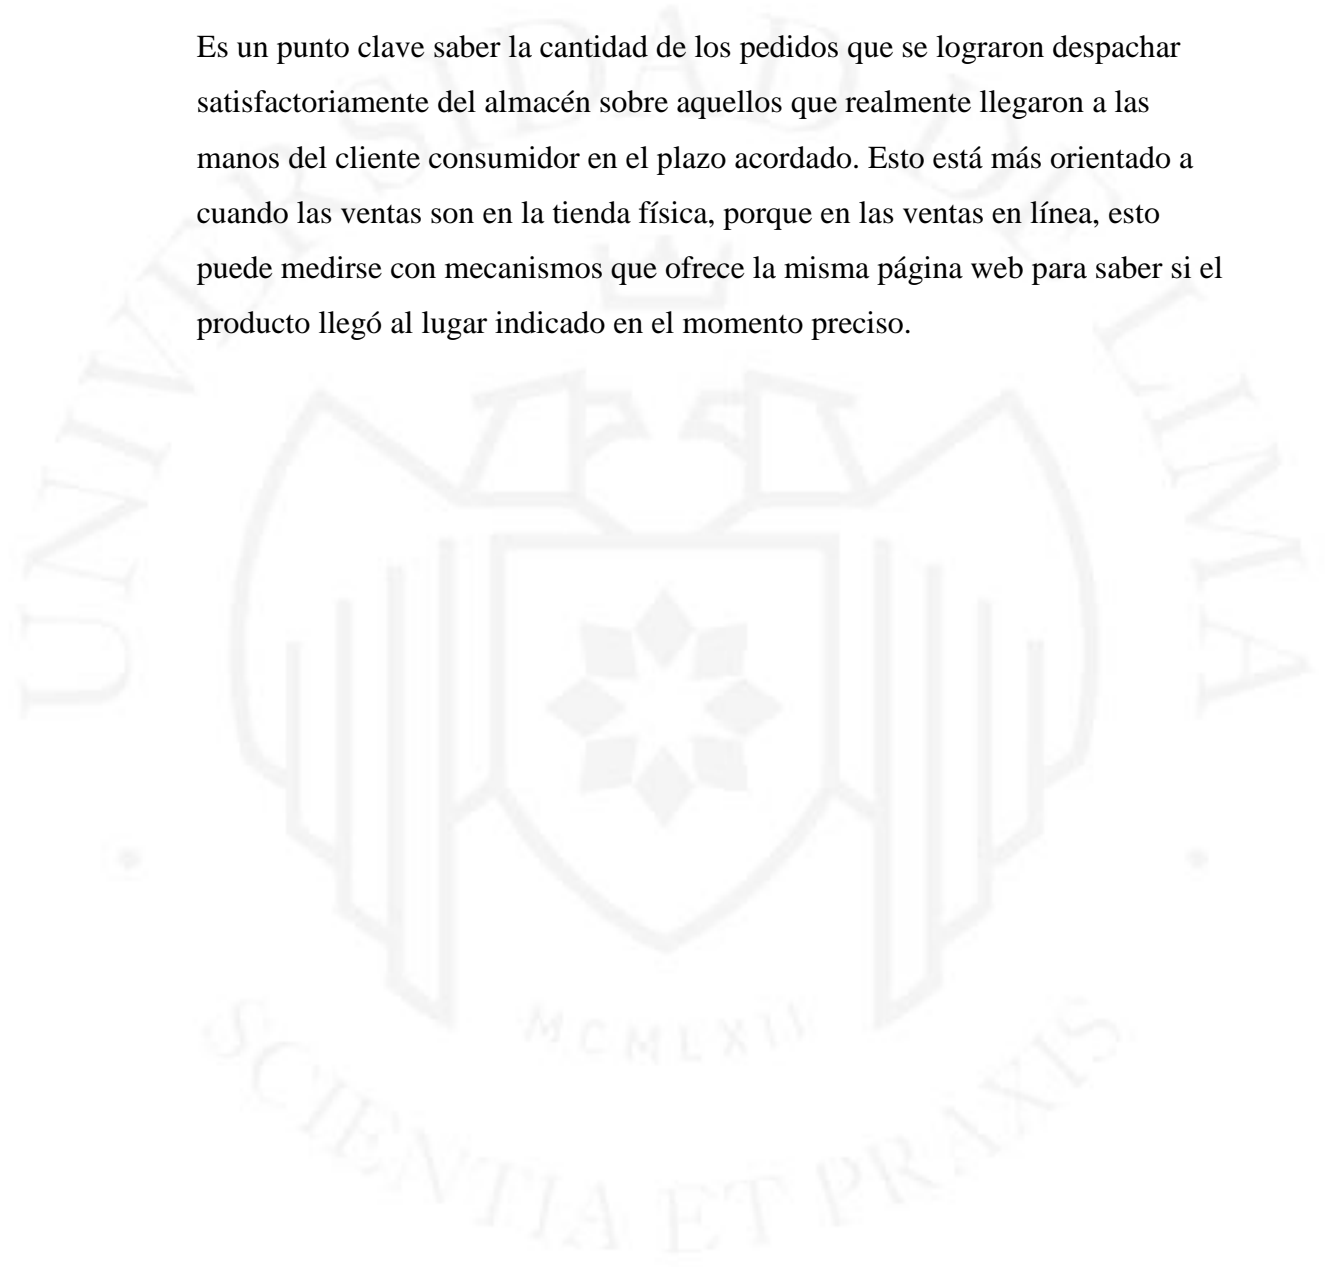 Es un punto clave saber la cantidad de los pedidos que se lograron despachar
satisfactoriamente del almacén sobre aquellos que realmente llegaron a las
manos del cliente consumidor en el plazo acordado. Esto está más orientado a
cuando las ventas son en la tienda física, porque en las ventas en línea, esto
puede medirse con mecanismos que ofrece la misma página web para saber si el
producto llegó al lugar indicado en el momento preciso.
UNIVERSIDAD DE LIMA
MCMLXII
SCIENTIA ET PRAXIS